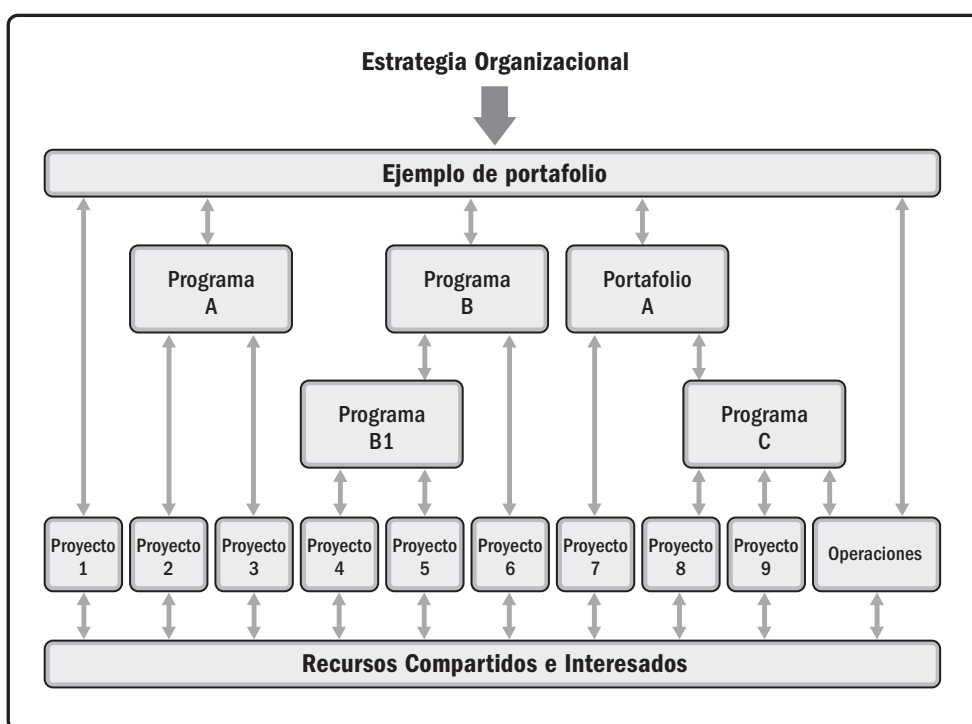 Estrategia Organizacional
Ejemplo de portafolio
Programa
A
Programa
B
Portafolio
A
Programa
B1
Programa
C
Proyecto
1
Proyecto
2
Proyecto
3
Proyecto
4
Proyecto
5
Proyecto
6
Proyecto
7
Proyecto
8
Proyecto
9
Operaciones
Recursos Compartidos e Interesados